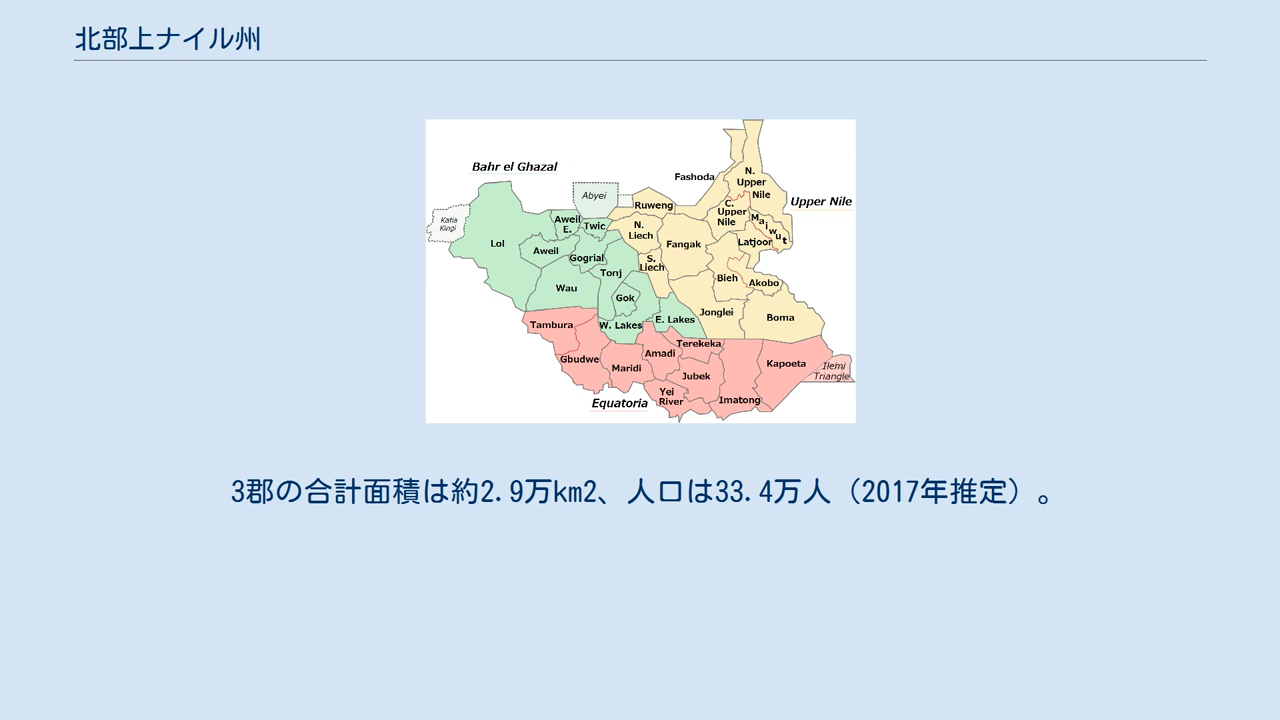 北部上ナイル州
Bahr el Ghazal
Fashoda
N.
Upper
Nile
Upper Nile
Abyei
Ruweng
Katia
Kingi
Aweil
E.
Twic
N.
Liech
C.
Upper
Nile
Maiwut
Lol
Aweil
Gogrial
Fangak
Latjoor
S.
Liech
Tonj
Bieh
Akobo
Wau
Gok
Jonglei
Boma
Tambura
W. Lakes
E. Lakes
Terekeka
Gbudwe
Maridi
Amadi
Jubek
Kapoeta
Ilemi
Triangle
Yei
River
Imatong
Equatoria
3郡の合計面積は約2.9万km2、人口は33.4万人（2017年推定）。